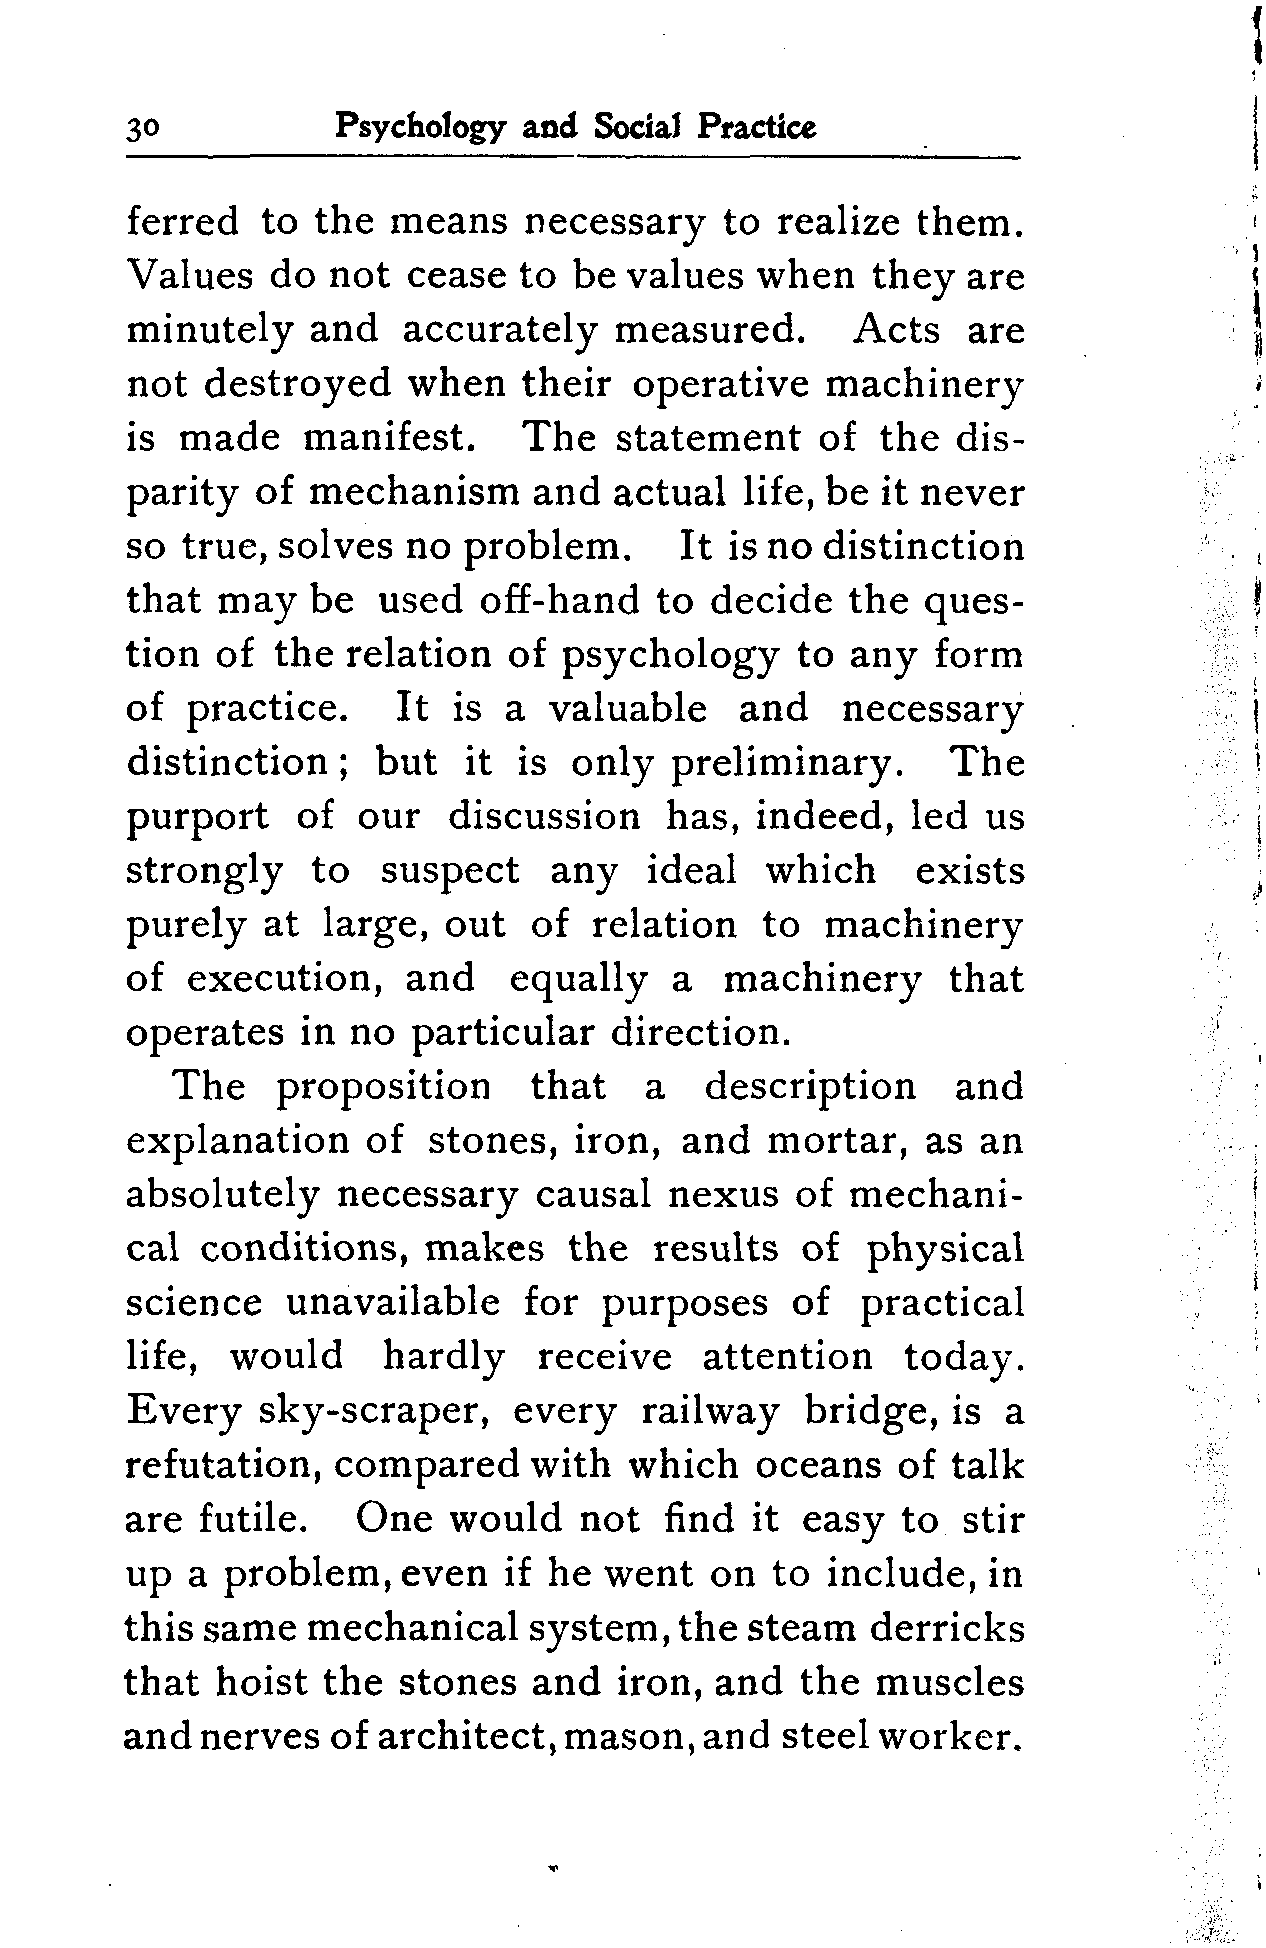 30 Psychology and Social Practice
ferred to the means necessary to realize them.
Values do not cease to be values when they are
minutely and accurately measured. Acts are
not destroyed when their operative machinery
is made manifest. The statement of the dis-
parity of mechanism and actual life, be it never
so true, solves no problem. It is no distinction
that may be used off-hand to decide the ques-
tion of the relation of psychology to any form
of practice. It is a valuable and necessary
distinction ; but it is only preliminary. The
purport of our discussion has, indeed, led us
strongly to suspect any ideal which exists
purely at large, out of relation to machinery
of execution, and equally a machinery that
operates in no particular direction.
The proposition that a description and
explanation of stones, iron, and mortar, as an
absolutely necessary causal nexus of mechani-
cal conditions, makes the results of physical
science unavailable for purposes of practical
life, would hardly receive attention today.
Every sky-scraper, every railway bridge, is a
refutation, compared with which oceans of talk
are futile. One would not find it easy to stir
up a problem, even if he went on to include, in
this same mechanical system, the steam derricks
that hoist the stones and iron, and the muscles
and nerves of architect, mason, and steel worker.